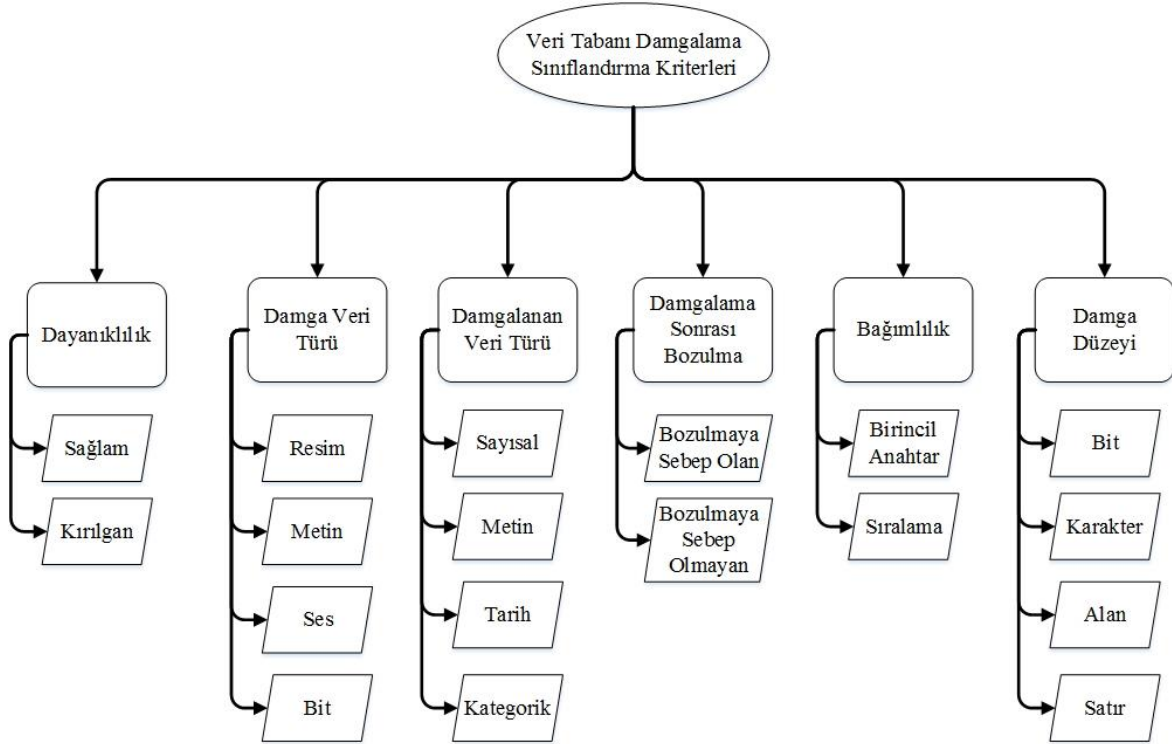 Veri Tabanı Damgalama
Sınıflandırma Kriterleri
Dayanıklılık
Sağlam
Kırılgan
Damga Veri
Türü
Resim
Metin
Ses
Bit
Damgalanan
Veri Türü
Sayısal
Metin
Tarih
Kategorik
Damgalama
Sonrası
Bozulma
Bozulmaya
Sebep Olan
Bozulmaya
Sebep
Olmayan
Bağımlılık
Birincil
Anahtar
Sıralama
Damga
Düzeyi
Bit
Karakter
Alan
Satır